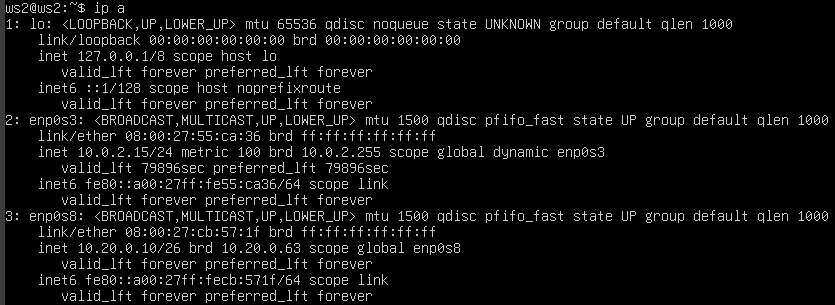 ws2@ws2:~$ ip a
1: lo: <LOOPBACK,UP,LOWER_UP> mtu 65536 qdisc noqueue state UNKNOWN group default qlen 1000
    link/loopback 00:00:00:00:00:00 brd 00:00:00:00:00:00
    inet 127.0.0.1/8 scope host lo
       valid_lft forever preferred_lft forever
    inet6 ::1/128 scope host noprefixroute
       valid_lft forever preferred_lft forever
2: enp0s3: <BROADCAST,MULTICAST,UP,LOWER_UP> mtu 1500 qdisc pfifo_fast state UP group default qlen 1000
    link/ether 08:00:27:55:ca:36 brd ff:ff:ff:ff:ff:ff
    inet 10.0.2.15/24 metric 100 brd 10.0.2.255 scope global dynamic enp0s3
       valid_lft 79896sec preferred_lft 79896sec
    inet6 fe80::a00:27ff:fe55:ca36/64 scope link
       valid_lft forever preferred_lft forever
3: enp0s8: <BROADCAST,MULTICAST,UP,LOWER_UP> mtu 1500 qdisc pfifo_fast state UP group default qlen 1000
    link/ether 08:00:27:cb:57:1f brd ff:ff:ff:ff:ff:ff
    inet 10.20.0.10/26 brd 10.20.0.63 scope global enp0s8
       valid_lft forever preferred_lft forever
    inet6 fe80::a00:27ff:fecb:571f/64 scope link
       valid_lft forever preferred_lft forever